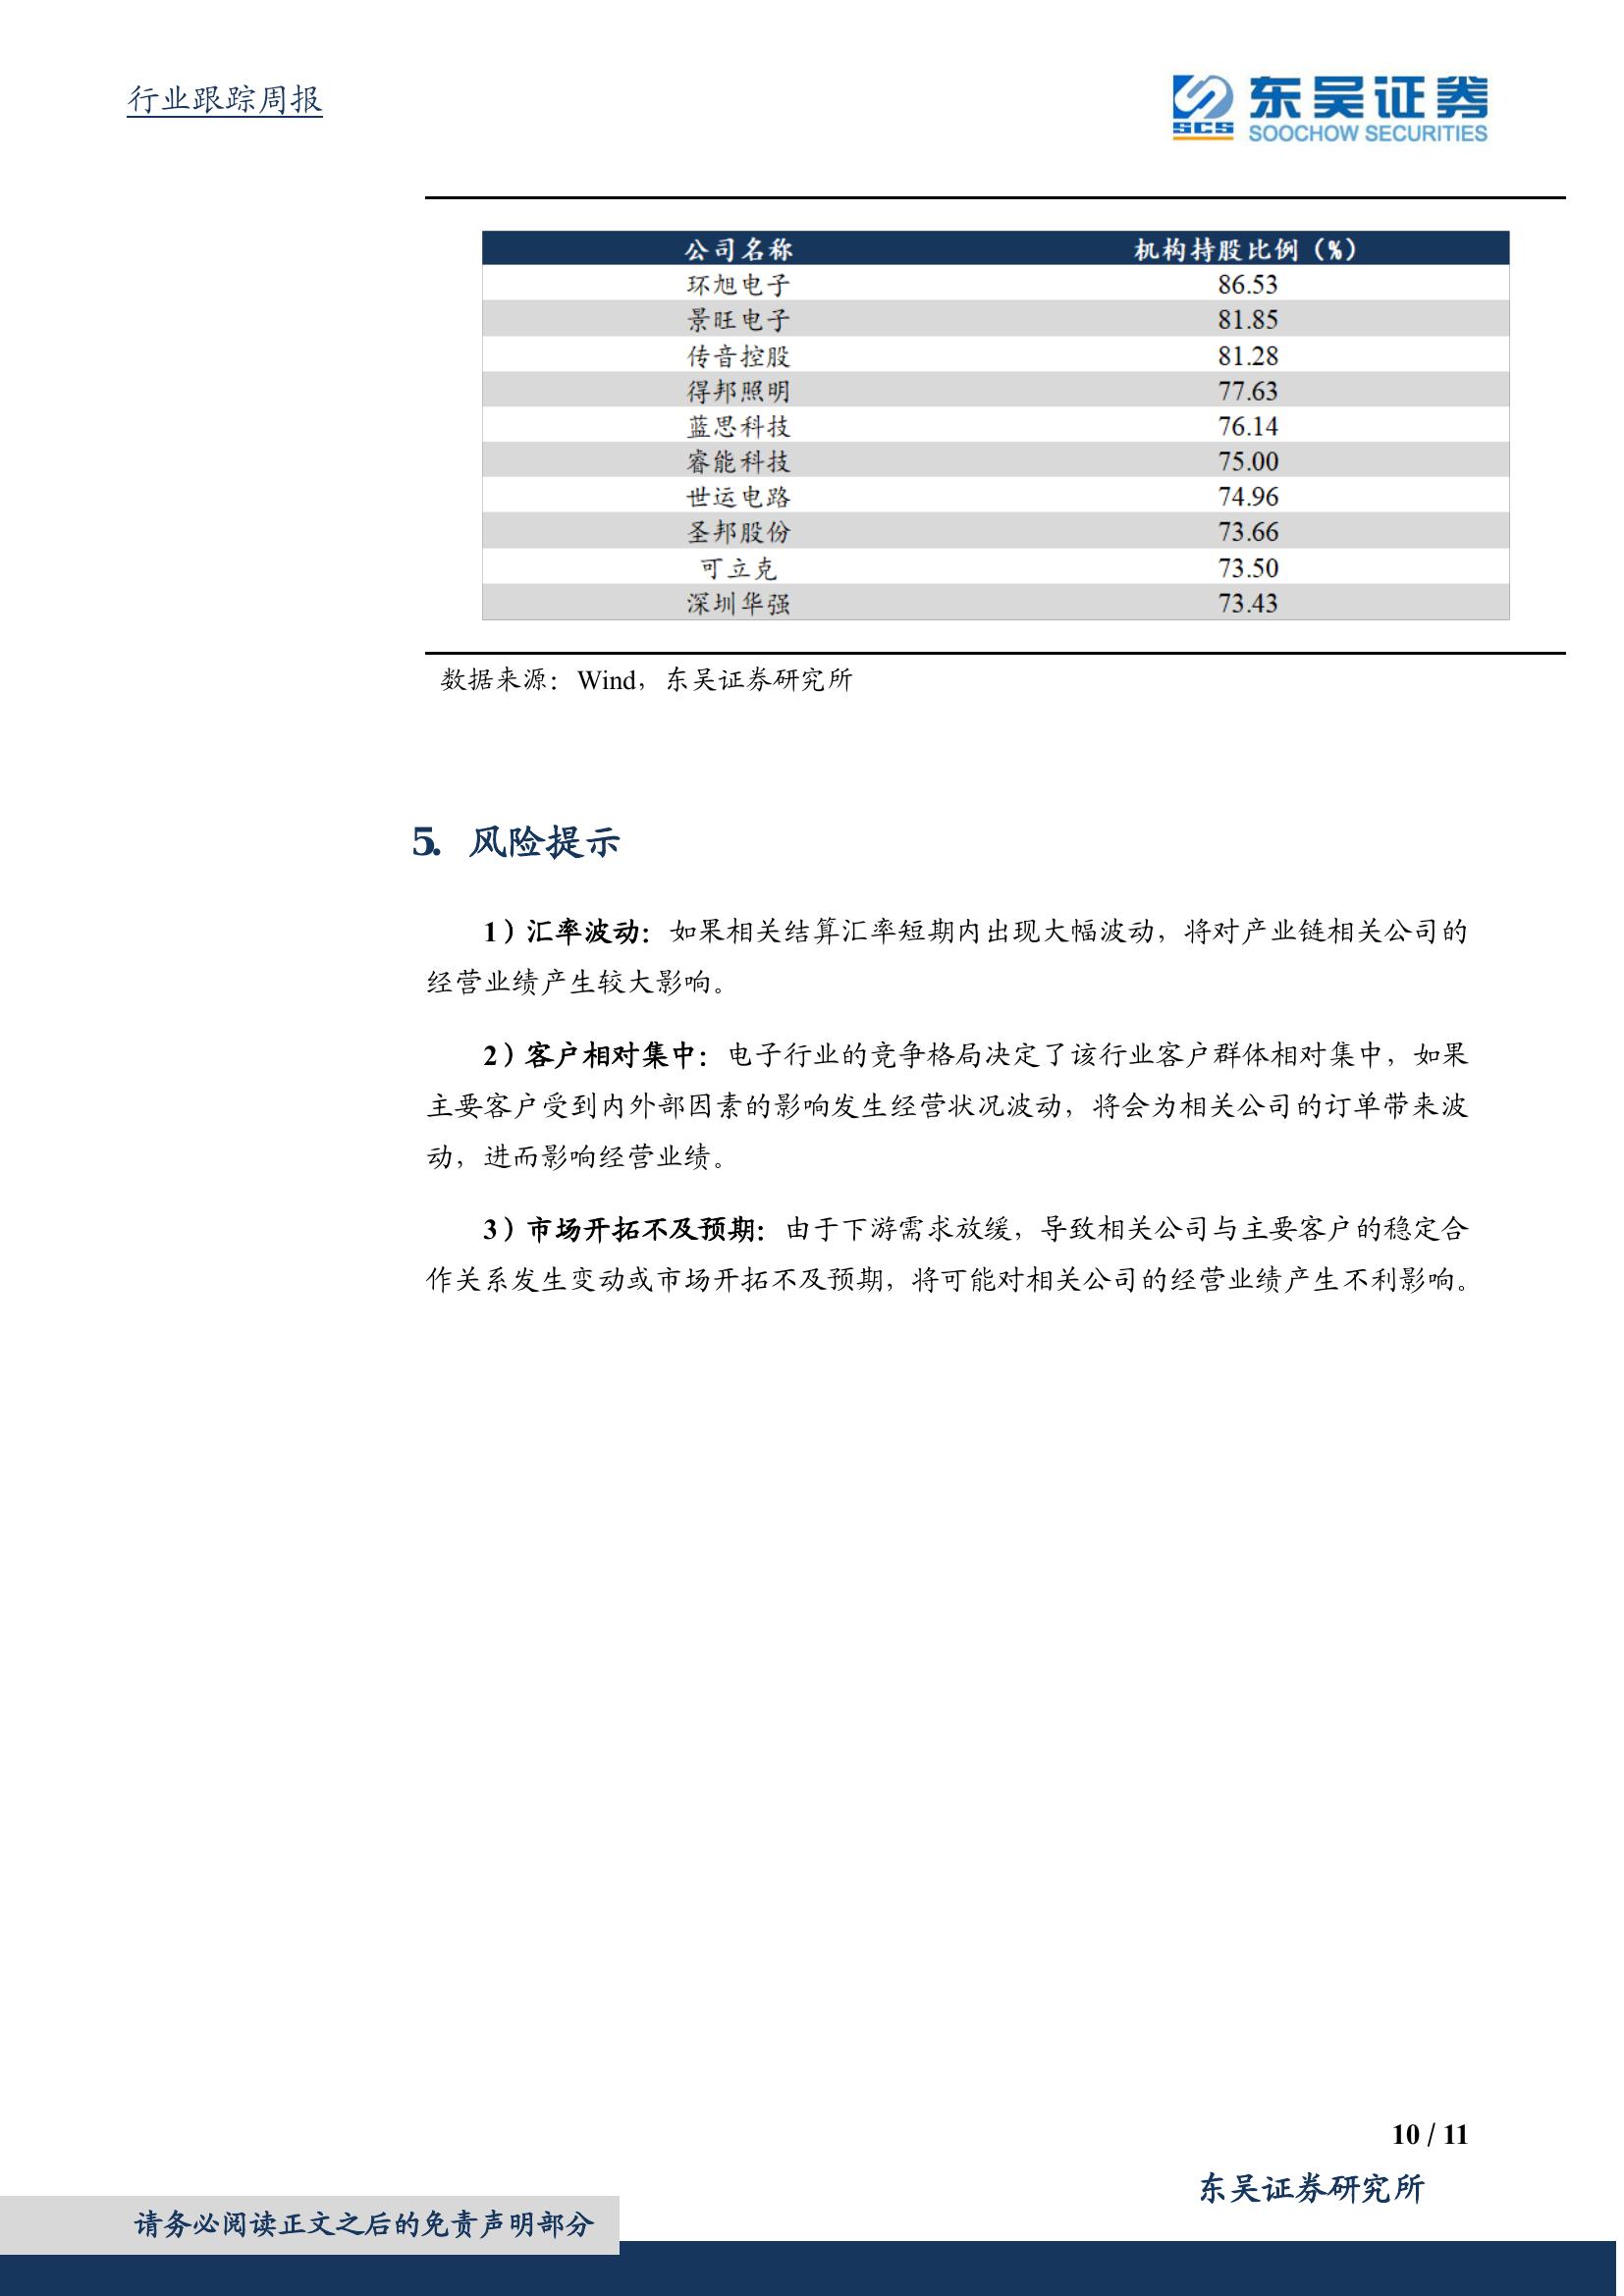 行业跟踪周报
东吴证券
SCS
SOOCHOW SECURITIES
公司名称 机构持股比例（%）
环旭电子 86.53
景旺电子 81.85
传音控股 81.28
得邦照明 77.63
蓝思科技 76.14
睿能科技 75.00
世运电路 74.96
圣邦股份 73.66
可立克 73.50
深圳华强 73.43
数据来源：Wind，东吴证券研究所
5. 风险提示
1）汇率波动：如果相关结算汇率短期内出现大幅波动，将对产业链相关公司的
经营业绩产生较大影响。
2）客户相对集中：电子行业的竞争格局决定了该行业客户群体相对集中，如果
主要客户受到内外部因素的影响发生经营状况波动，将会为相关公司的订单带来波
动，进而影响经营业绩。
3）市场开拓不及预期：由于下游需求放缓，导致相关公司与主要客户的稳定合
作关系发生变动或市场开拓不及预期，将可能对相关公司的经营业绩产生不利影响。
10 / 11
东吴证券研究所
请务必阅读正文之后的免责声明部分